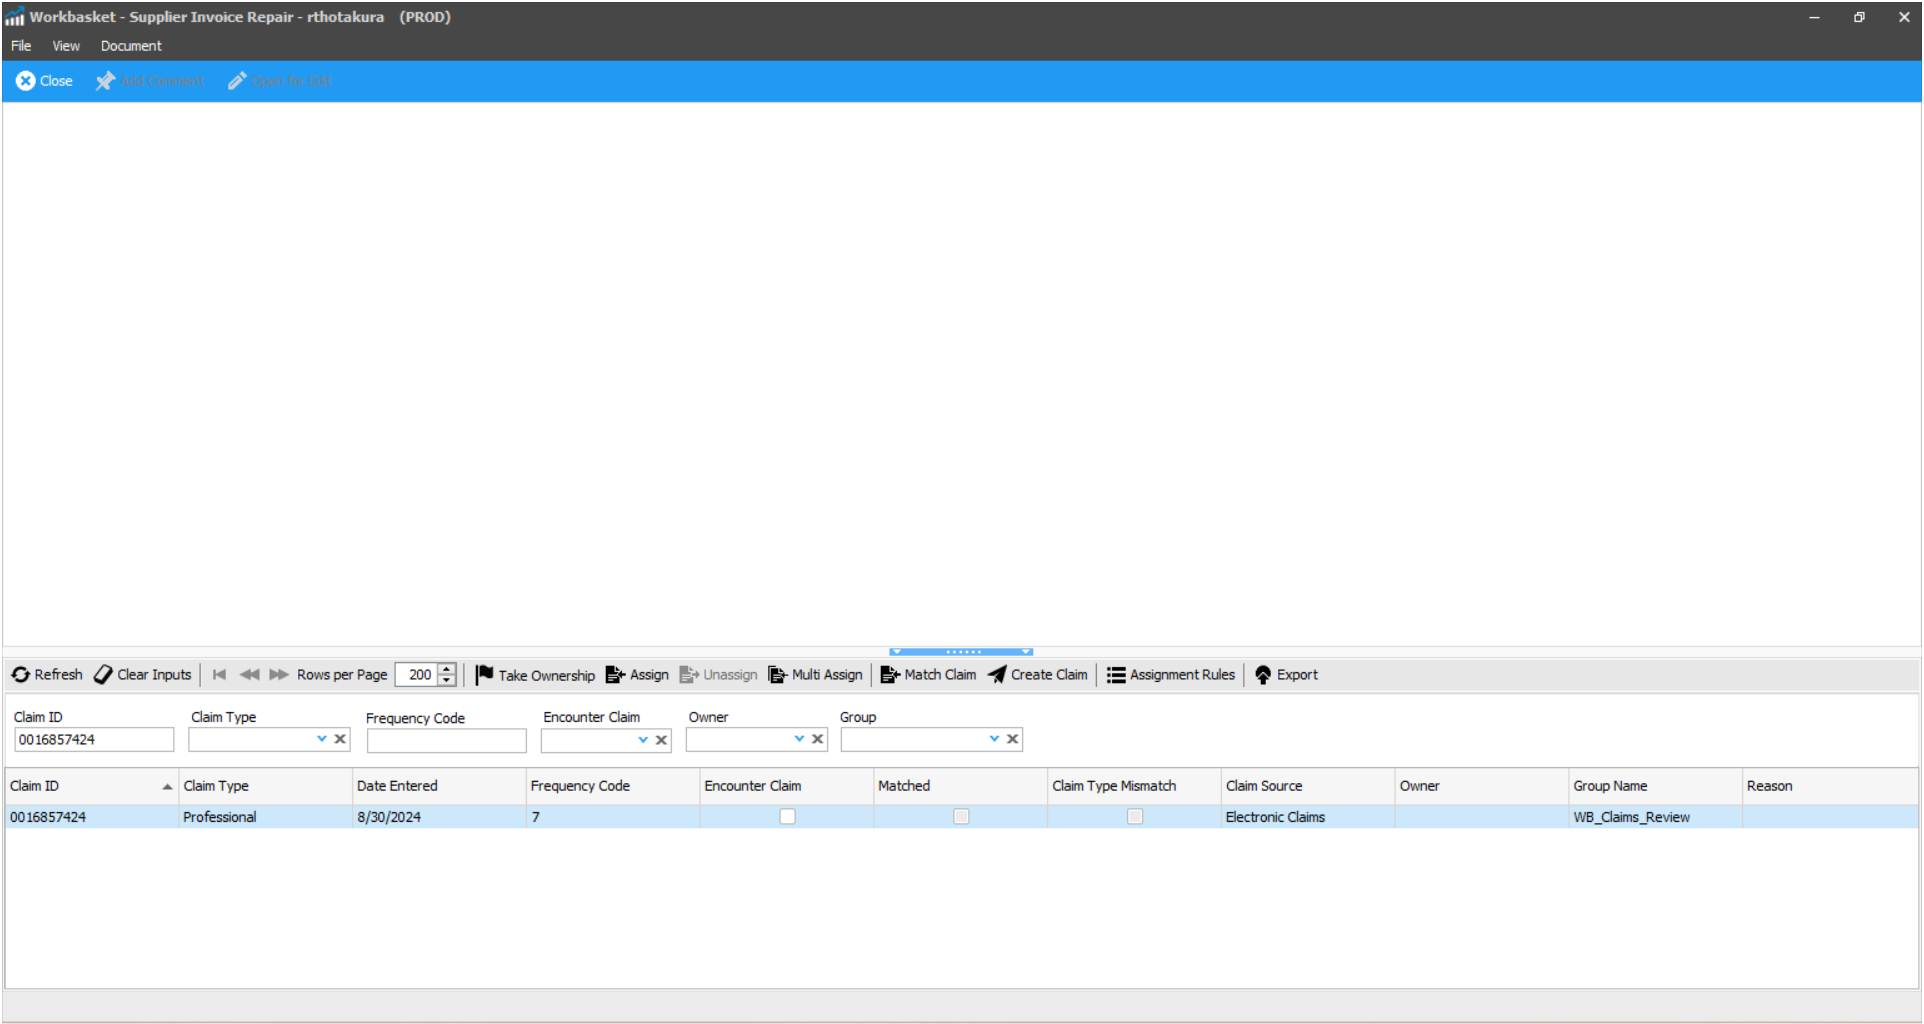 Workbasket - Supplier Invoice Repair - rthotakura (PROD)
File View Document
Close Add Comment Open for Edit
Refresh Clear Inputs Rows per Page 200 Take Ownership Assign Unassign Multi Assign Match Claim Create Claim Assignment Rules Export
Claim ID Claim Type Frequency Code Encounter Claim Owner Group
0016857424
Claim ID Claim Type Date Entered Frequency Code Encounter Claim Matched Claim Type Mismatch Claim Source Owner Group Name Reason
0016857424 Professional 8/30/2024 7 Electronic Claims WB_Claims_Review